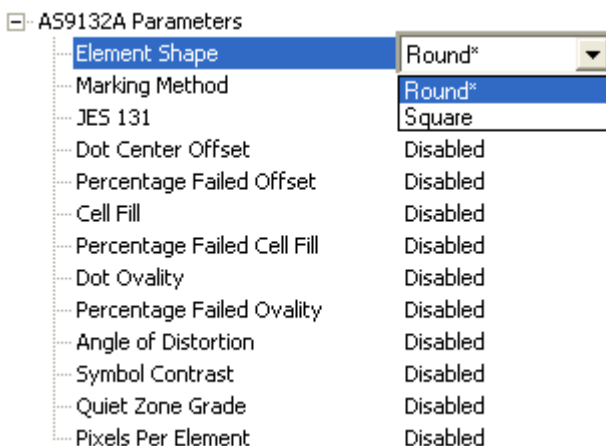 AS9132A Parameters
Element Shape Round*
Marking Method Round*
JES 131 Square
Dot Center Offset Disabled
Percentage Failed Offset Disabled
Cell Fill Disabled
Percentage Failed Cell Fill Disabled
Dot Ovality Disabled
Percentage Failed Ovality Disabled
Angle of Distortion Disabled
Symbol Contrast Disabled
Quiet Zone Grade Disabled
Pixels Per Element Disabled